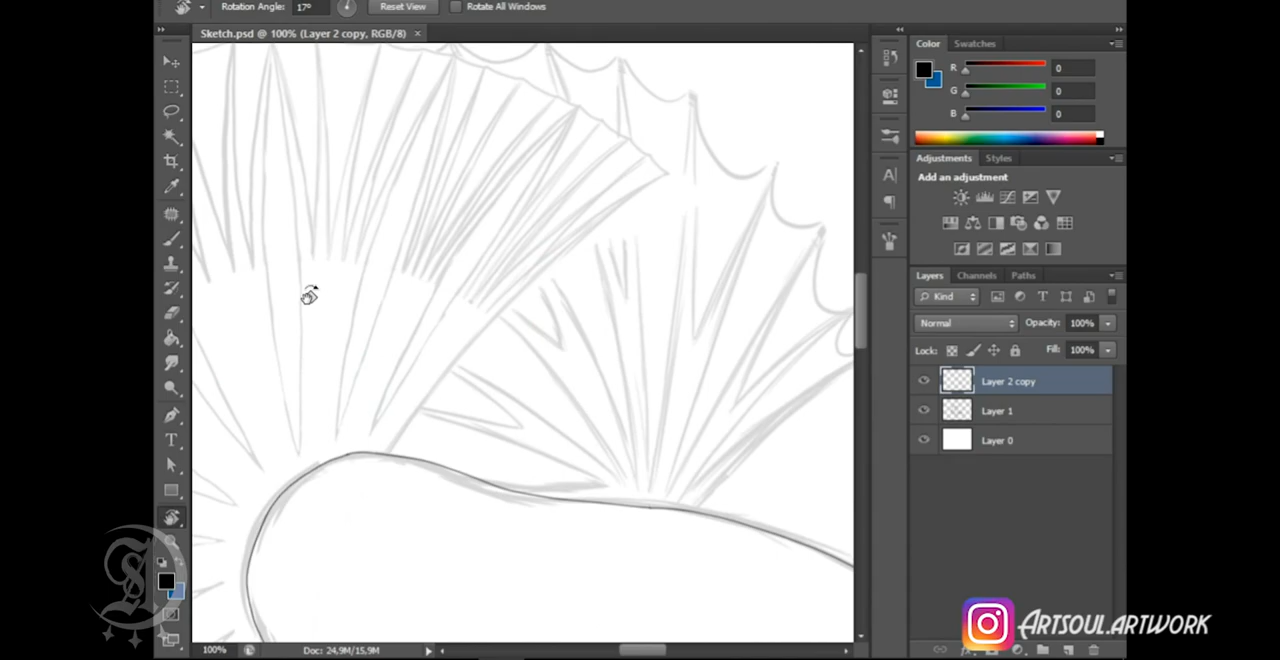 Rotation Angle: 17° Reset View Rotate All Windows
Sketch.psd @ 100% (Layer 2 copy, RGB/8) ×
Color Swatches
R 0
G 0
B 0
Adjustments Styles
Add an adjustment
Layers Channels Paths
Kind
Normal Opacity: 100%
Lock: Fill: 100%
Layer 2 copy
Layer 1
Layer 0
Artsoul.artwork
100% Doc: 24,9M/15,9M